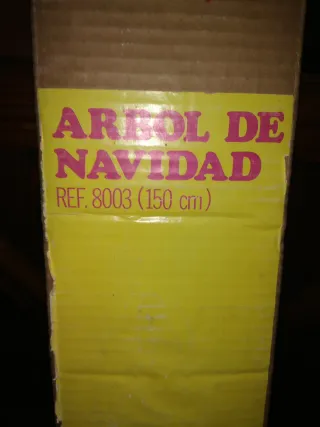 ARBOL DE
NAVIDAD
REF. 8003 (150 cm)